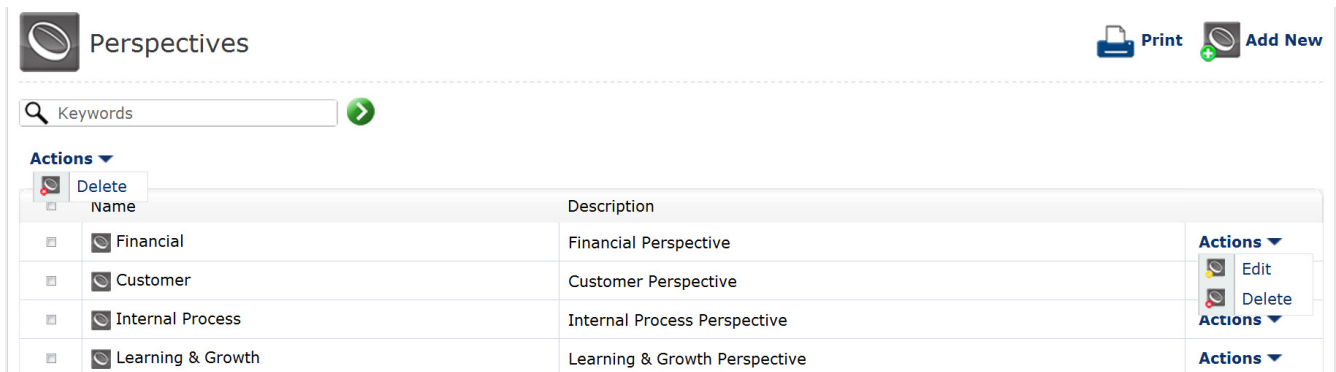 Perspectives
Print
Add New
Keywords
Actions
Delete
Name Description
Financial Financial Perspective Actions
Edit
Customer Customer Perspective
Delete
Internal Process Internal Process Perspective Actions
Learning & Growth Learning & Growth Perspective Actions